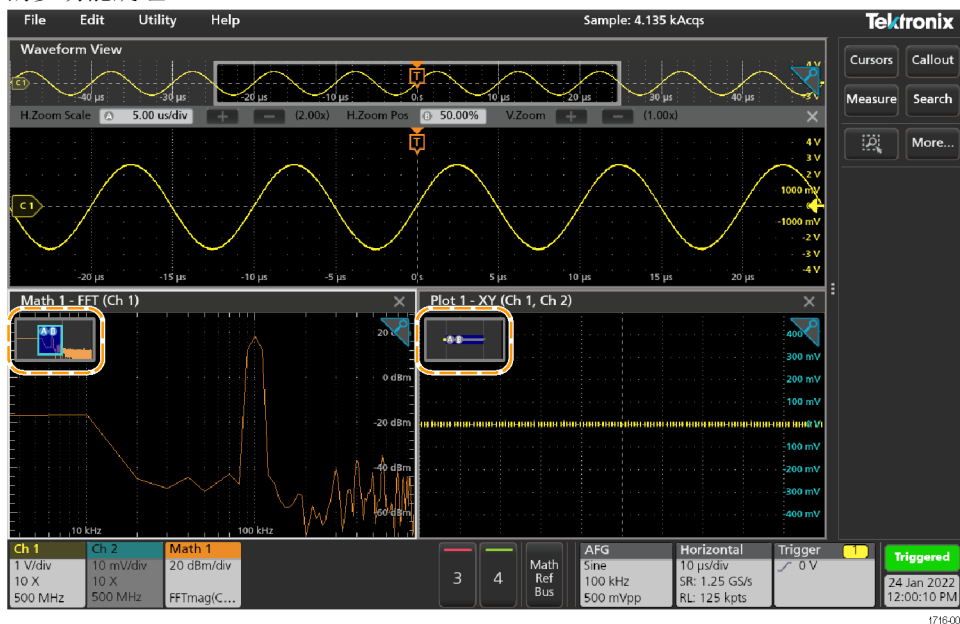 File Edit Utility Help Sample: 4.135 kAcqs Tektronix
Waveform View
Cursors Callout
Measure Search
More...
C1
T
-40 µs -30 µs -20 µs -10 µs 0 s 10 µs 20 µs 30 µs 40 µs
H.Zoom Scale A 5.00 us/div + - (2.00x) H.Zoom Pos B 50.00% V.Zoom + - (1.00x)
T
4 V
3 V
2 V
1000 mV
C 1
-1000 mV
-2 V
-3 V
-4 V
-20 µs -15 µs -10 µs -5 µs 0 s 5 µs 10 µs 15 µs 20 µs
Math 1 - FFT (Ch 1)
A B
20
0 dBm
-20 dBm
-40 dBm
-60 dBm
10 kHz 100 kHz
Plot 1 - XY (Ch 1, Ch 2)
A B
400
300 mV
200 mV
100 mV
-100 mV
-200 mV
-300 mV
-400 mV
Ch 1
1 V/div
10 X
500 MHz
Ch 2
10 mV/div
10 X
500 MHz
Math 1
20 dBm/div
FFTmag(C...
3
4
Math
Ref
Bus
AFG
Sine
100 kHz
500 mVpp
Horizontal
10 µs/div
SR: 1.25 GS/s
RL: 125 kpts
Trigger 1
0 V
Triggered
24 Jan 2022
12:00:10 PM
1716-00